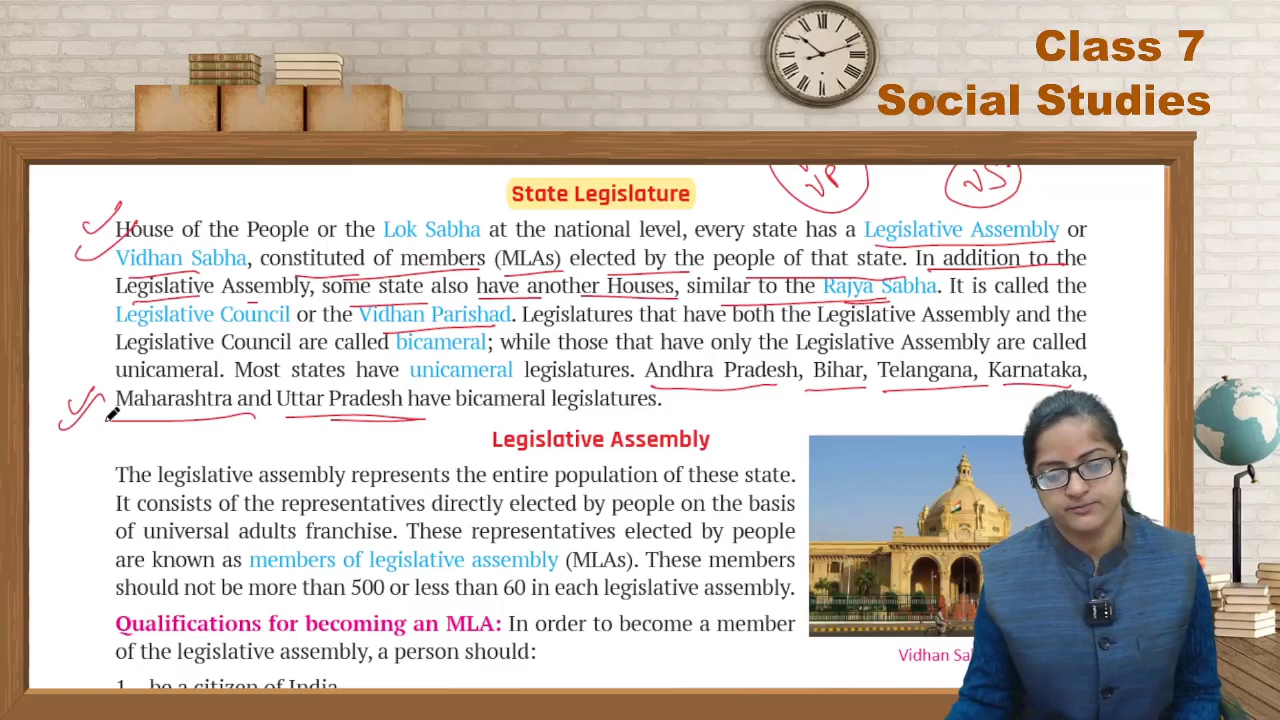 Class 7
Social Studies
VP
VS
State Legislature
House of the People or the Lok Sabha at the national level, every state has a Legislative Assembly or
Vidhan Sabha, constituted of members (MLAs) elected by the people of that state. In addition to the
Legislative Assembly, some state also have another Houses, similar to the Rajya Sabha. It is called the
Legislative Council or the Vidhan Parishad. Legislatures that have both the Legislative Assembly and the
Legislative Council are called bicameral; while those that have only the Legislative Assembly are called
unicameral. Most states have unicameral legislatures. Andhra Pradesh, Bihar, Telangana, Karnataka,
Maharashtra and Uttar Pradesh have bicameral legislatures.
Legislative Assembly
The legislative assembly represents the entire population of these state.
It consists of the representatives directly elected by people on the basis
of universal adults franchise. These representatives elected by people
are known as members of legislative assembly (MLAs). These members
should not be more than 500 or less than 60 in each legislative assembly.
Qualifications for becoming an MLA: In order to become a member
of the legislative assembly, a person should:
1. be a citizen of India
Vidhan